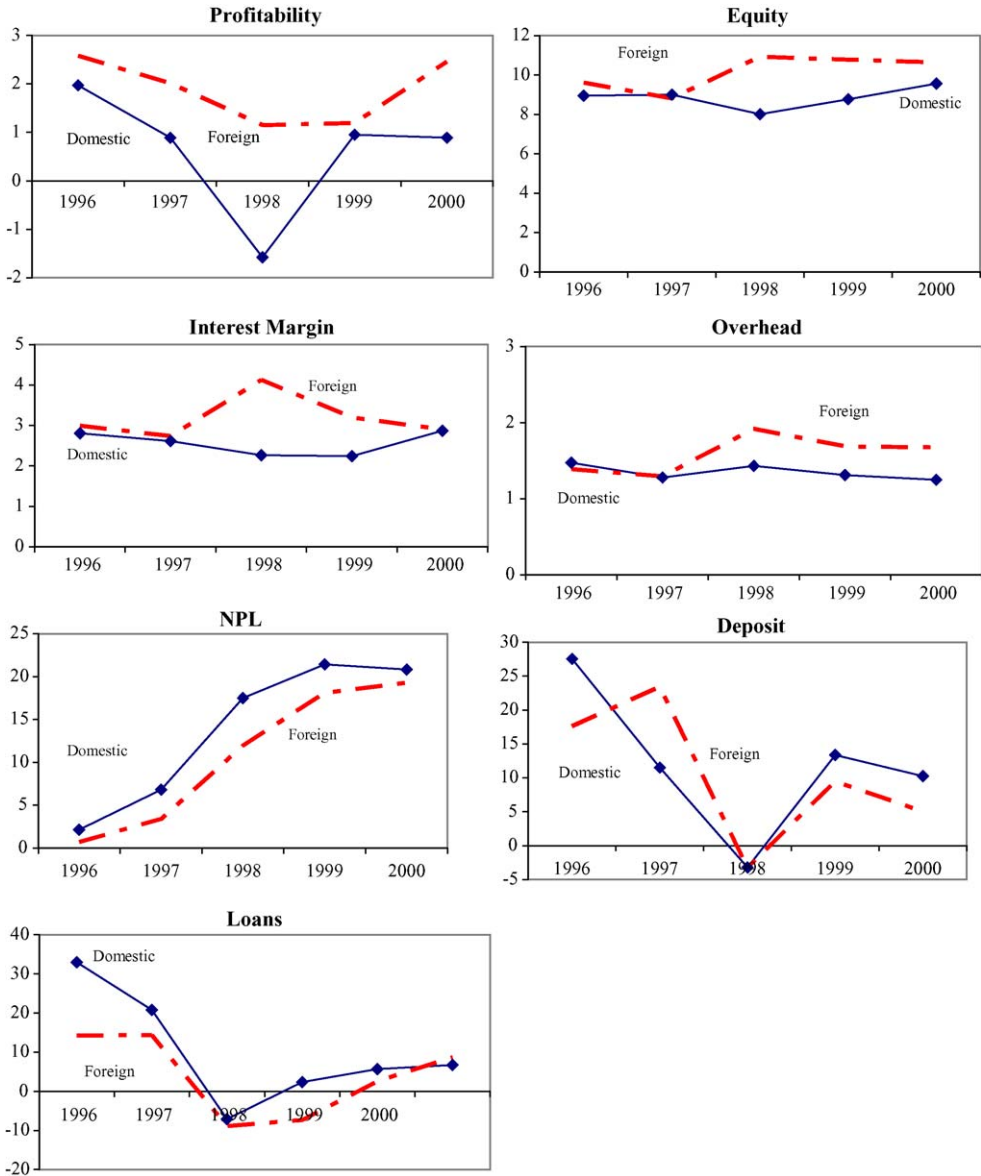 Profitability
3
2
1
0
-1
-2
Domestic
Foreign
1996 1997 1998 1999 2000
Equity
12
10
8
6
4
2
0
Foreign
Domestic
1996 1997 1998 1999 2000
Interest Margin
5
4
3
2
1
0
Foreign
Domestic
1996 1997 1998 1999 2000
Overhead
3
2
1
0
Foreign
Domestic
1996 1997 1998 1999 2000
NPL
25
20
15
10
5
0
Domestic
Foreign
1996 1997 1998 1999 2000
Deposit
30
25
20
15
10
5
0
-5
Domestic
Foreign
1996 1997 1998 1999 2000
Loans
40
30
20
10
0
-10
-20
Domestic
Foreign
1996 1997 1998 1999 2000